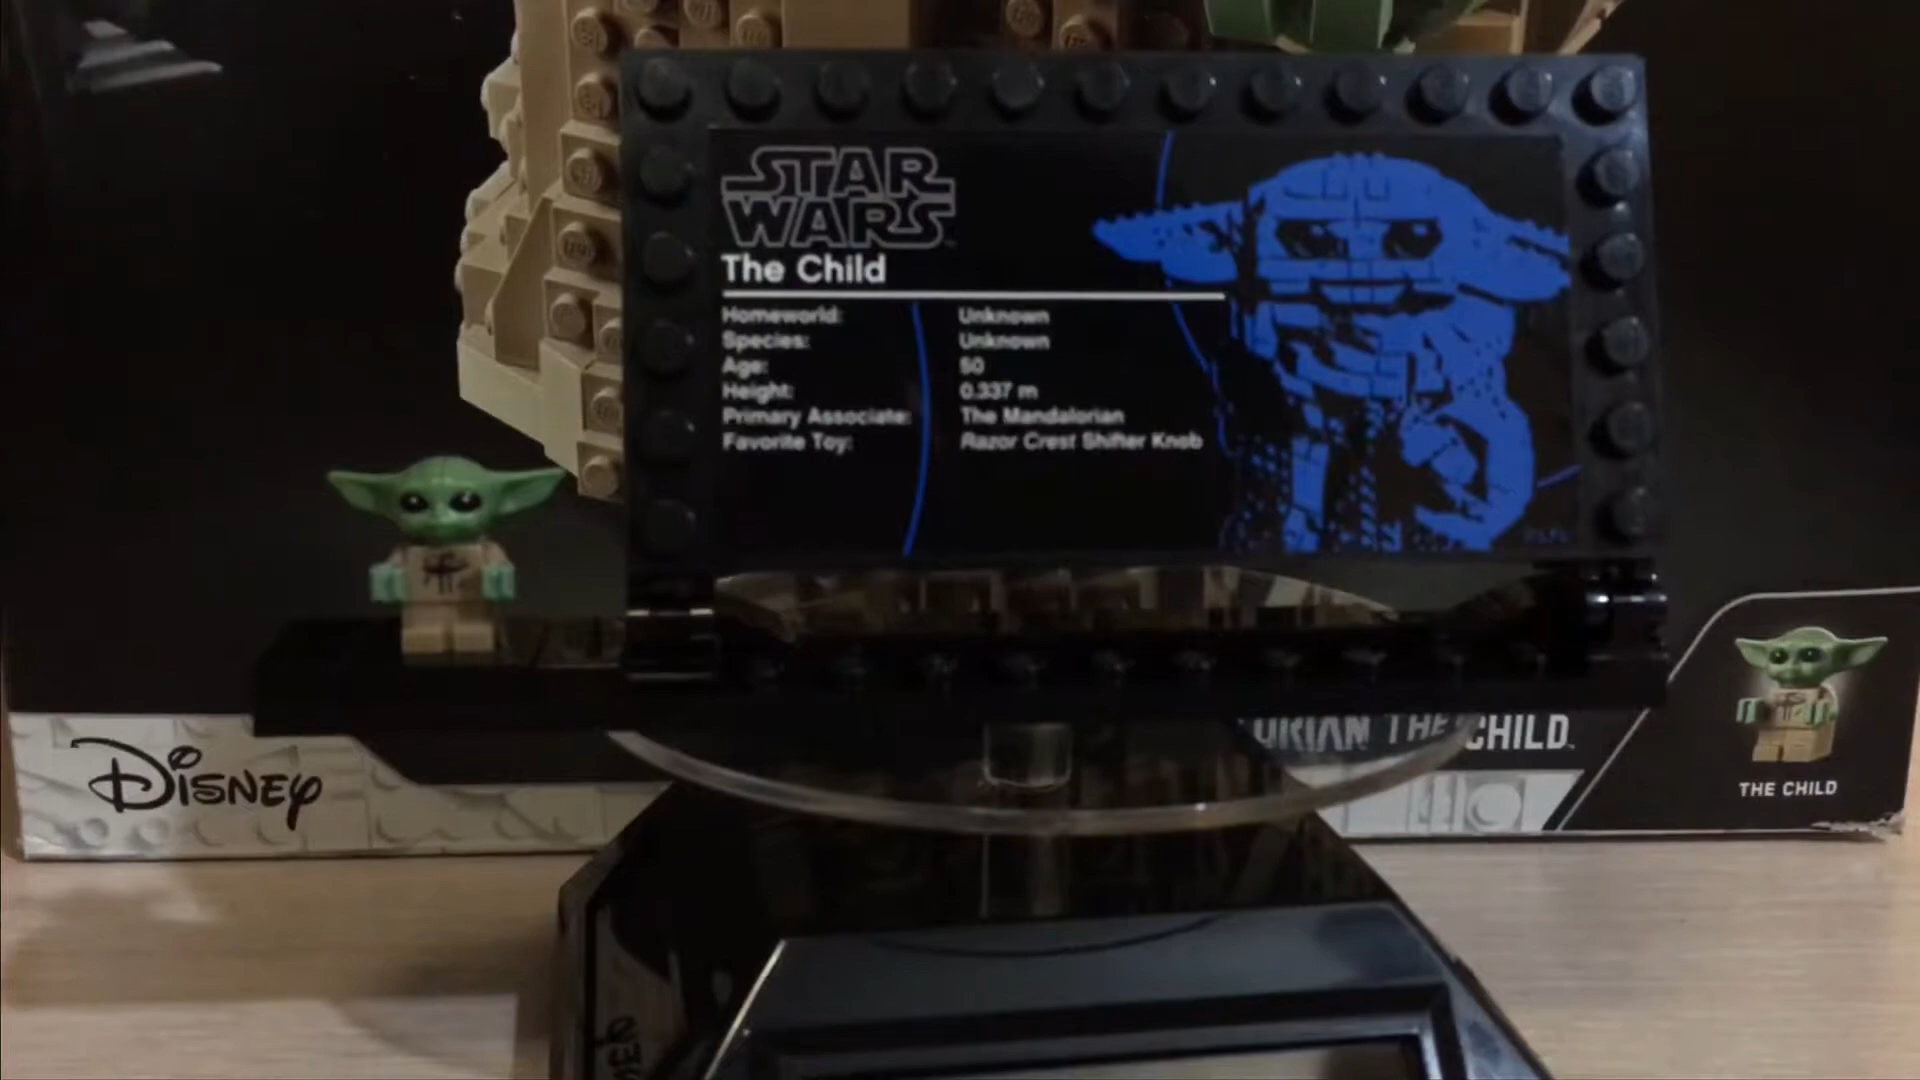 STAR
WARS
The Child
Homeworld: Unknown
Species: Unknown
Age: 50
Height: 0.337 m
Primary Associate: The Mandalorian
Favorite Toy: Razor Crest Shifter Knob
Disney
THE CHILD
THE CHILD